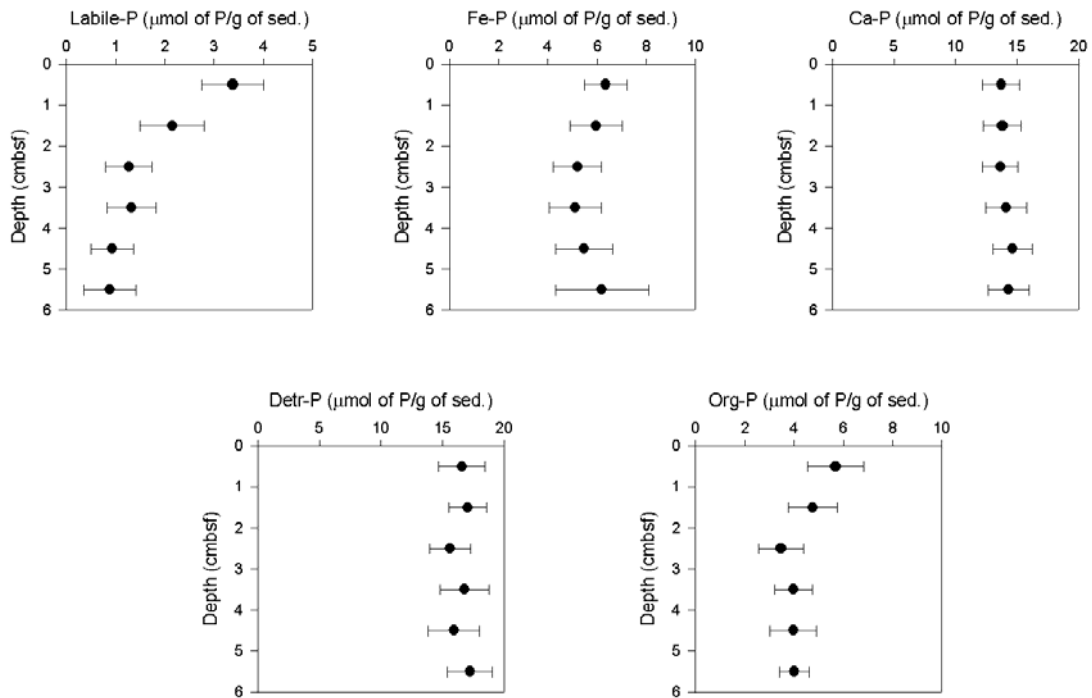 Labile-P (μmol of P/g of sed.)
0 1 2 3 4 5
0
1
2
3
4
5
6
Depth (cmbsf)
Fe-P (μmol of P/g of sed.)
0 2 4 6 8 10
0
1
2
3
4
5
6
Depth (cmbsf)
Ca-P (μmol of P/g of sed.)
0 5 10 15 20
0
1
2
3
4
5
6
Depth (cmbsf)
Detr-P (μmol of P/g of sed.)
0 5 10 15 20
0
1
2
3
4
5
6
Depth (cmbsf)
Org-P (μmol of P/g of sed.)
0 2 4 6 8 10
0
1
2
3
4
5
6
Depth (cmbsf)